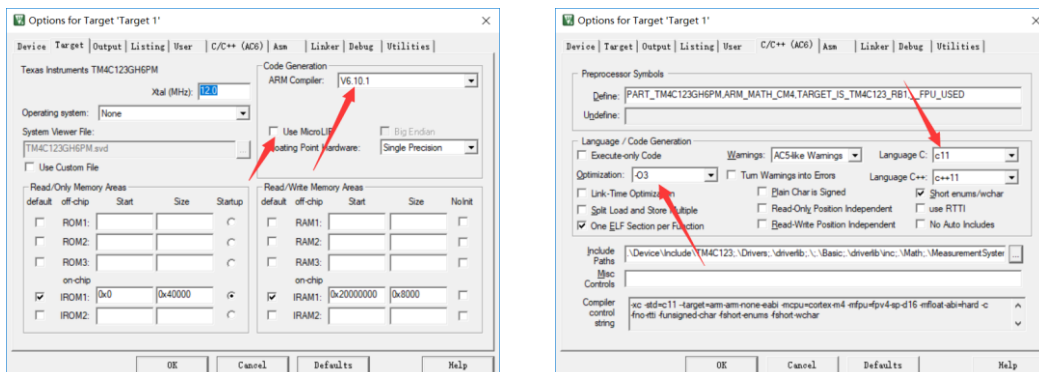 Options for Target 'Target 1'
Device Target Output Listing User C/C++ (AC6) Asm Linker Debug Utilities
Texas Instruments TM4C123GH6PM
Xtal (MHz): 12.0
Operating system: None
System Viewer File:
TM4C123GH6PM.svd
...
Use Custom File
Code Generation
ARM Compiler: V6.10.1
Use MicroLIB
Big Endian
Floating Point Hardware: Single Precision
Read/Only Memory Areas
default off-chip Start Size Startup
ROM1:
ROM2:
ROM3:
on-chip
IROM1: 0x0 0x40000
IROM2:
Read/Write Memory Areas
default off-chip Start Size NoInit
RAM1:
RAM2:
RAM3:
on-chip
IRAM1: 0x20000000 0x8000
IRAM2:
OK Cancel Defaults Help
Options for Target 'Target 1'
Device Target Output Listing User C/C++ (AC6) Asm Linker Debug Utilities
Preprocessor Symbols
Define: PART_TM4C123GH6PM,ARM_MATH_CM4,TARGET_IS_TM4C123_RB1,__FPU_USED
Undefine:
Language / Code Generation
Execute-only Code
Warnings: AC5-like Warnings
Language C: c11
Optimization: -O3
Turn Warnings into Errors
Language C++: c++11
Link-Time Optimization
Plain Char is Signed
Short enums/wchar
Split Load and Store Multiple
Read-Only Position Independent
use RTTI
One ELF Section per Function
Read-Write Position Independent
No Auto Includes
Include Paths
.\Device\Include\TM4C123;.\Drivers;.\driverlib;.\;.\Basic;.\driverlib\inc;.\Math;.\MeasurementSyster
...
Misc Controls
Compiler control string
-xc -std=c11 --target=arm-arm-none-eabi -mcpu=cortex-m4 -mfpu=fpv4-sp-d16 -mfloat-abi=hard -c
-fno-rtti -funsigned-char -fshort-enums -fshort-wchar
OK Cancel Defaults Help